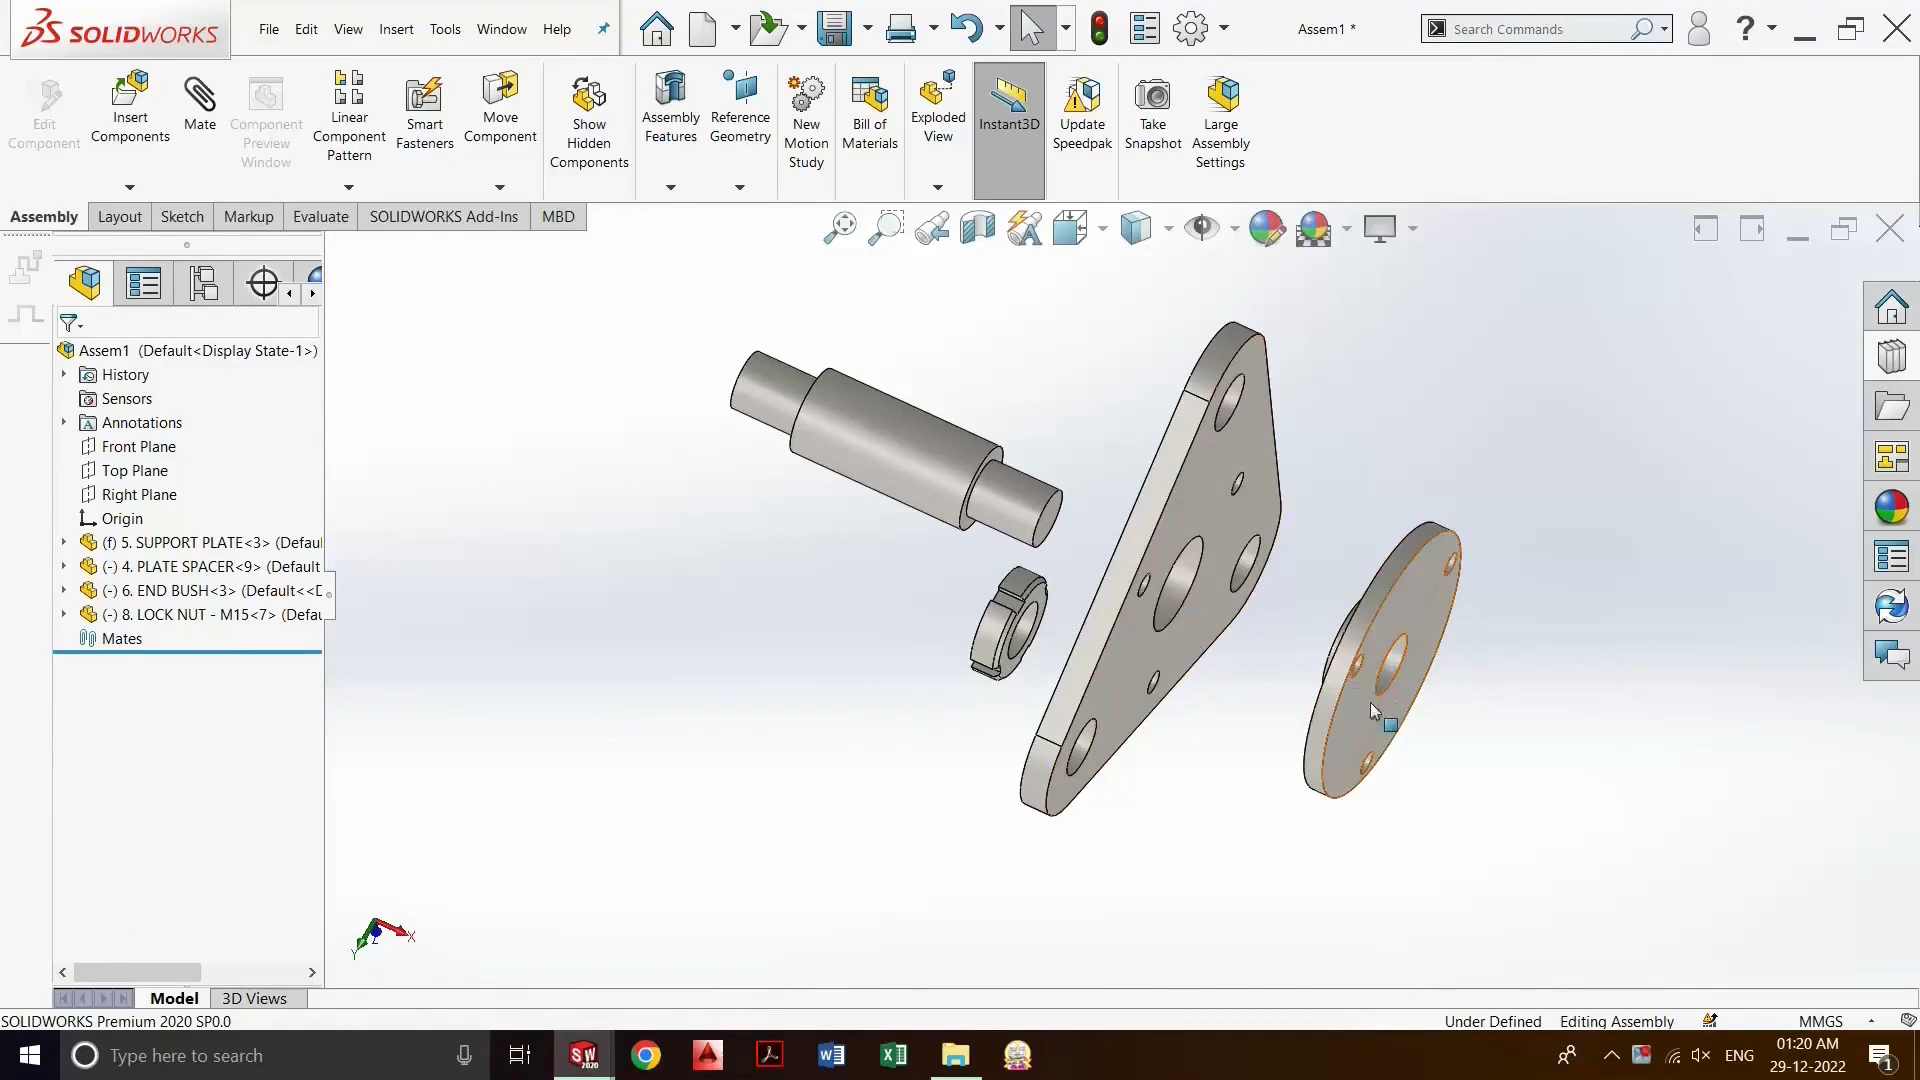 SOLIDWORKS
File Edit View Insert Tools Window Help
Assem1 *
Search Commands
Edit Component
Insert Components
Mate
Component Preview Window
Linear Component Pattern
Smart Fasteners
Move Component
Show Hidden Components
Assembly Features
Reference Geometry
New Motion Study
Bill of Materials
Exploded View
Instant3D
Update Speedpak
Take Snapshot
Large Assembly Settings
Assembly Layout Sketch Markup Evaluate SOLIDWORKS Add-Ins MBD
Assem1 (Default<Display State-1>)
History
Sensors
Annotations
Front Plane
Top Plane
Right Plane
Origin
(f) 5. SUPPORT PLATE<3> (Defaul
(-) 4. PLATE SPACER<9> (Default
(-) 6. END BUSH<3> (Default<<D
(-) 8. LOCK NUT - M15<7> (Defau
Mates
X
Y
Z
Model 3D Views
SOLIDWORKS Premium 2020 SP0.0
Under Defined Editing Assembly MMGS
Type here to search
SW 2020
ENG
01:20 AM
29-12-2022
1